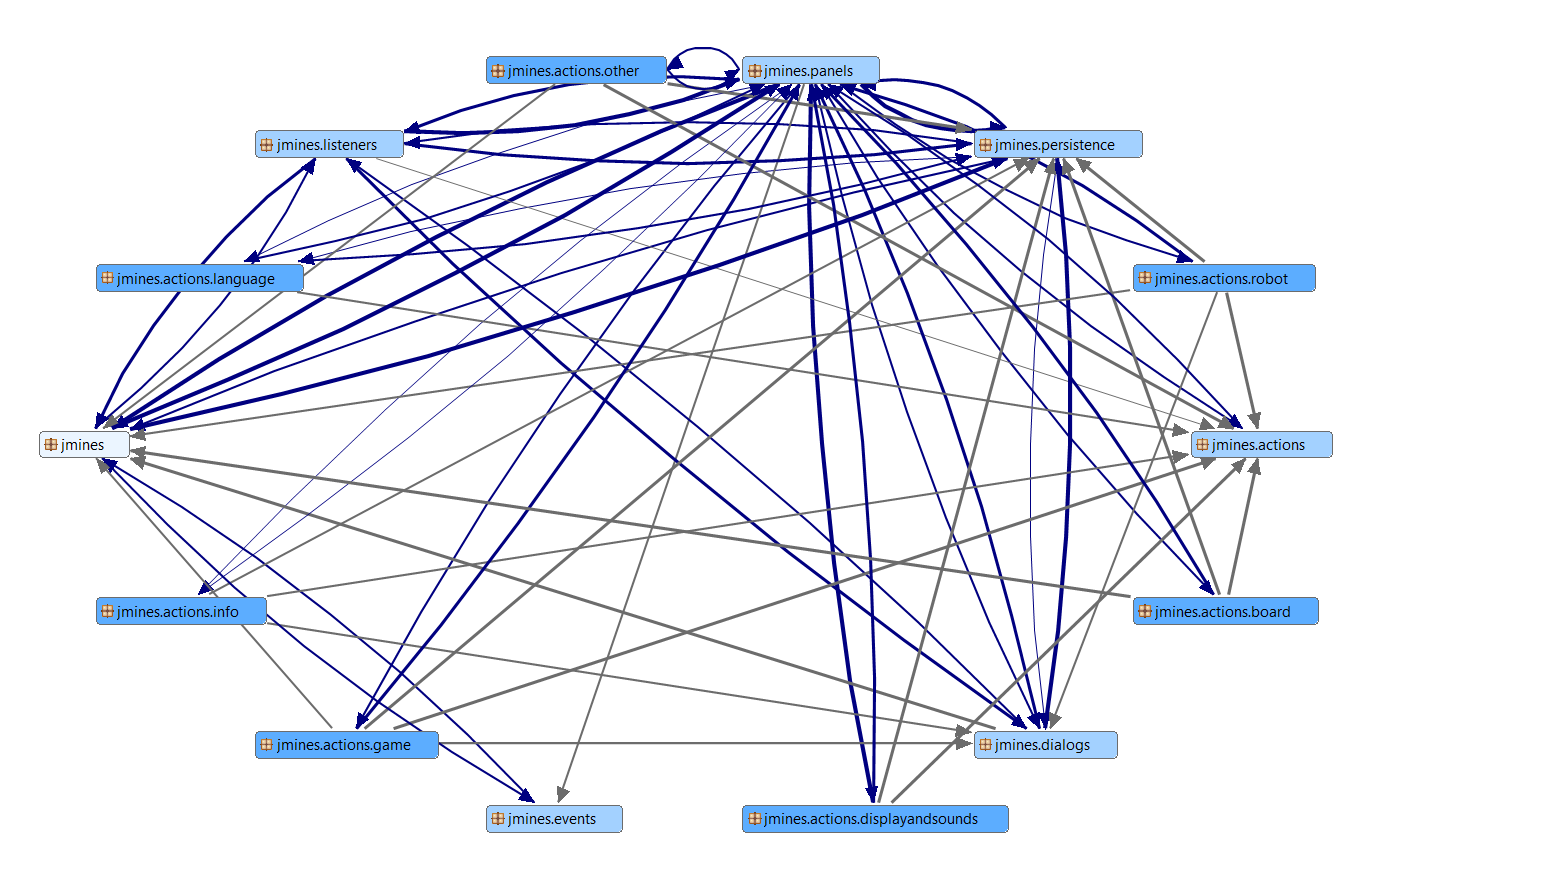 jmines.actions.other
jmines.panels
jmines.listeners
jmines.persistence
jmines.actions.language
jmines.actions.robot
jmines
jmines.actions
jmines.actions.info
jmines.actions.board
jmines.actions.game
jmines.dialogs
jmines.events
jmines.actions.displayandsounds